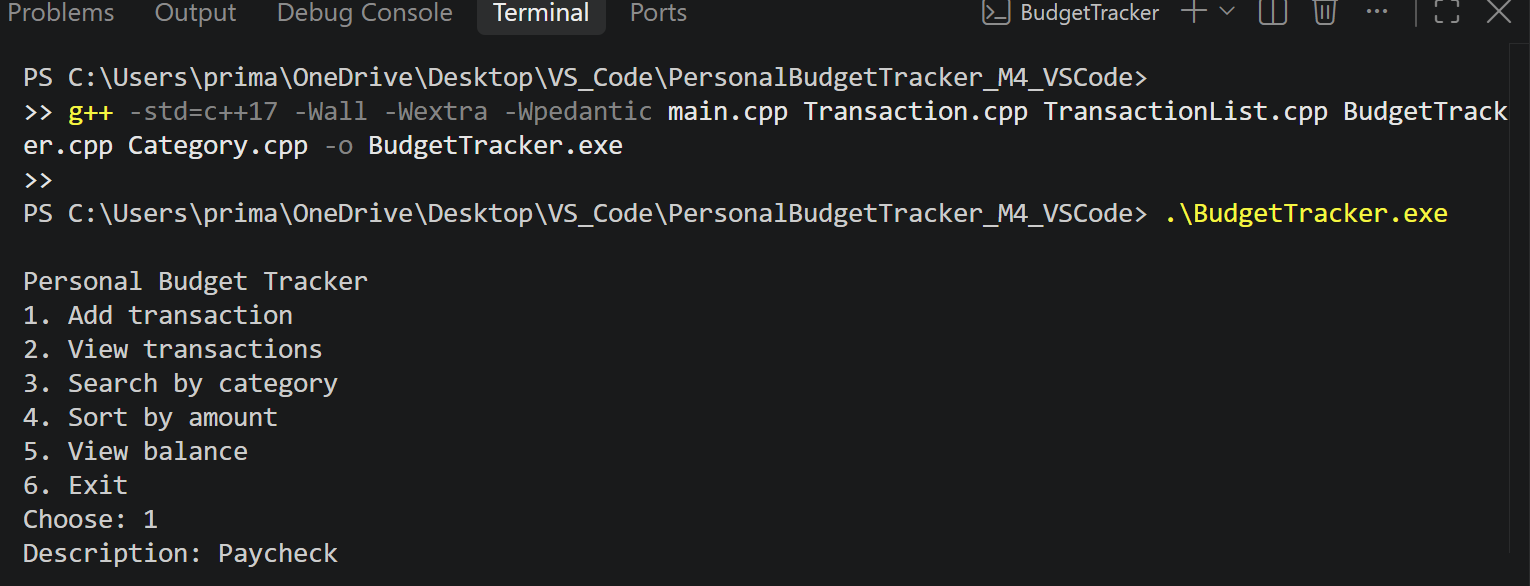 Problems Output Debug Console Terminal Ports BudgetTracker
PS C:\Users\prima\OneDrive\Desktop\VS_Code\PersonalBudgetTracker_M4_VSCode>
>> g++ -std=c++17 -Wall -Wextra -Wpedantic main.cpp Transaction.cpp TransactionList.cpp BudgetTrack
er.cpp Category.cpp -o BudgetTracker.exe
>>
PS C:\Users\prima\OneDrive\Desktop\VS_Code\PersonalBudgetTracker_M4_VSCode> .\BudgetTracker.exe
Personal Budget Tracker
1. Add transaction
2. View transactions
3. Search by category
4. Sort by amount
5. View balance
6. Exit
Choose: 1
Description: Paycheck